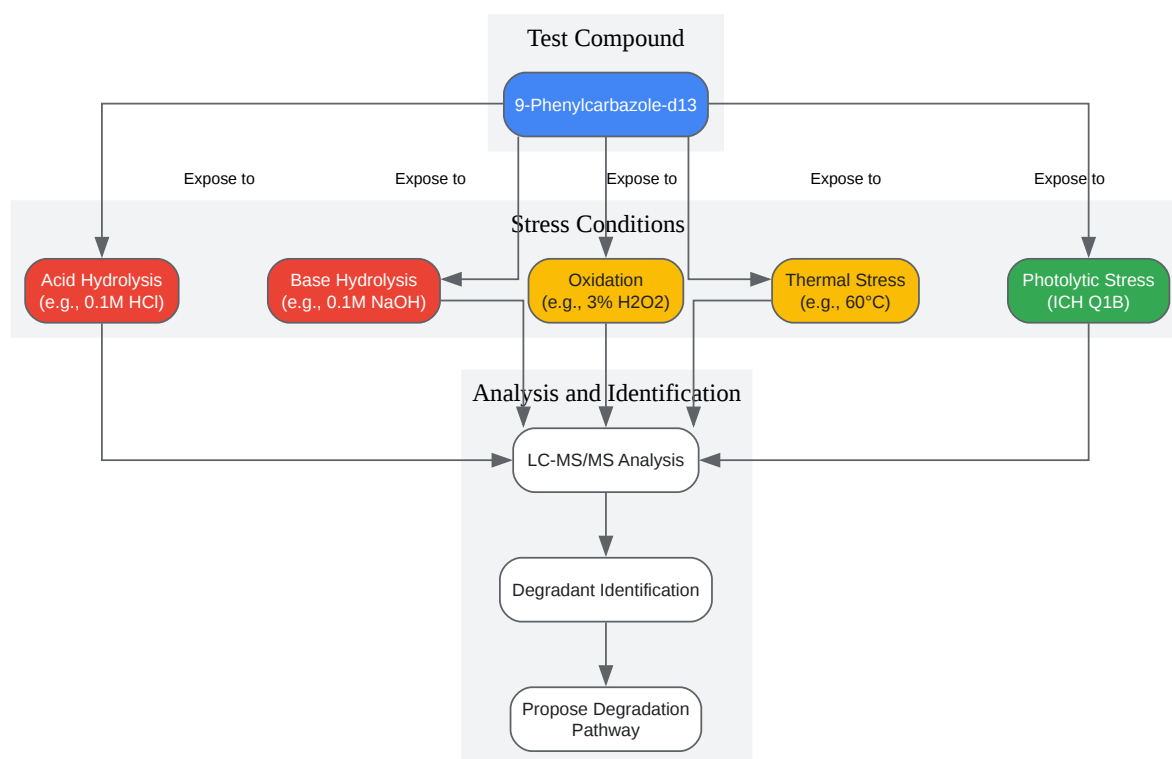 Test Compound
9-Phenylcarbazole-d13
Expose to
Expose to
Expose to
Expose to
Expose to
Stress Conditions
Acid Hydrolysis
(e.g., 0.1M HCl)
Base Hydrolysis
(e.g., 0.1M NaOH)
Oxidation
(e.g., 3% H2O2)
Thermal Stress
(e.g., 60°C)
Photolytic Stress
(ICH Q1B)
Analysis and Identification
LC-MS/MS Analysis
Degradant Identification
Propose Degradation
Pathway